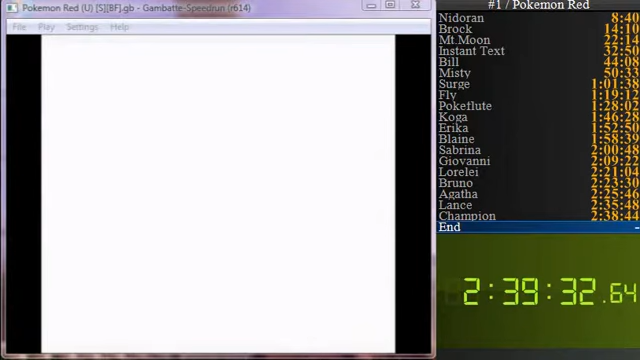 Pokemon Red (U) [S][BF].gb - Gambatte-Speedrun (r614)
File Play Settings Help
#1 / Pokemon Red
Nidoran 8:40
Brock 14:10
Mt.Moon 22:14
Instant Text 32:50
Bill 44:08
Misty 50:33
Surge 1:01:38
Fly 1:19:12
Pokeflute 1:28:02
Koga 1:46:28
Erika 1:52:50
Blaine 1:58:39
Sabrina 2:00:48
Giovanni 2:09:22
Lorelei 2:21:04
Bruno 2:23:30
Agatha 2:25:46
Lance 2:35:48
Champion 2:38:44
End -
2:39:32.64